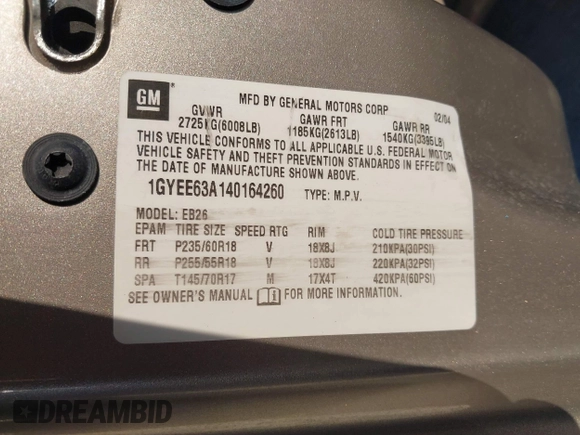 GM
MFD BY GENERAL MOTORS CORP 02/04
GVWR GAWR FRT GAWR RR
2725KG(6008LB) 1185KG(2613LB) 1540KG(3395LB)
THIS VEHICLE CONFORMS TO ALL APPLICABLE U.S. FEDERAL MOTOR
VEHICLE SAFETY AND THEFT PREVENTION STANDARDS IN EFFECT ON
THE DATE OF MANUFACTURE SHOWN ABOVE.
1GYEE63A140164260 TYPE: M.P.V.
MODEL: EB26
EPAM TIRE SIZE SPEED RTG RIM COLD TIRE PRESSURE
FRT P235/60R18 V 18X8J 210KPA(30PSI)
RR P255/55R18 V 18X8J 220KPA(32PSI)
SPA T145/70R17 M 17X4T 420KPA(60PSI)
SEE OWNER'S MANUAL FOR MORE INFORMATION.
DREAMBID